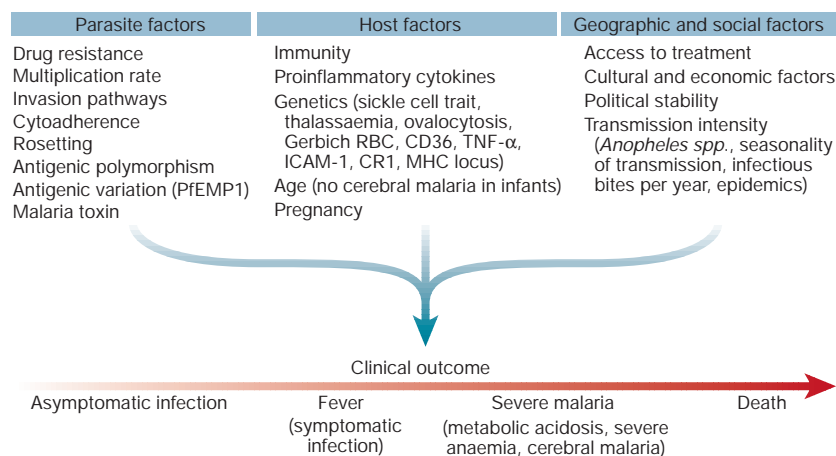 Parasite factors
Drug resistance
Multiplication rate
Invasion pathways
Cytoadherence
Rosetting
Antigenic polymorphism
Antigenic variation (PfEMP1)
Malaria toxin
Host factors
Immunity
Proinflammatory cytokines
Genetics (sickle cell trait,
thalassaemia, ovalocytosis,
Gerbich RBC, CD36, TNF-α,
ICAM-1, CR1, MHC locus)
Age (no cerebral malaria in infants)
Pregnancy
Geographic and social factors
Access to treatment
Cultural and economic factors
Political stability
Transmission intensity
(Anopheles spp., seasonality
of transmission, infectious
bites per year, epidemics)
Clinical outcome
Asymptomatic infection
Fever
(symptomatic
infection)
Severe malaria
(metabolic acidosis, severe
anaemia, cerebral malaria)
Death